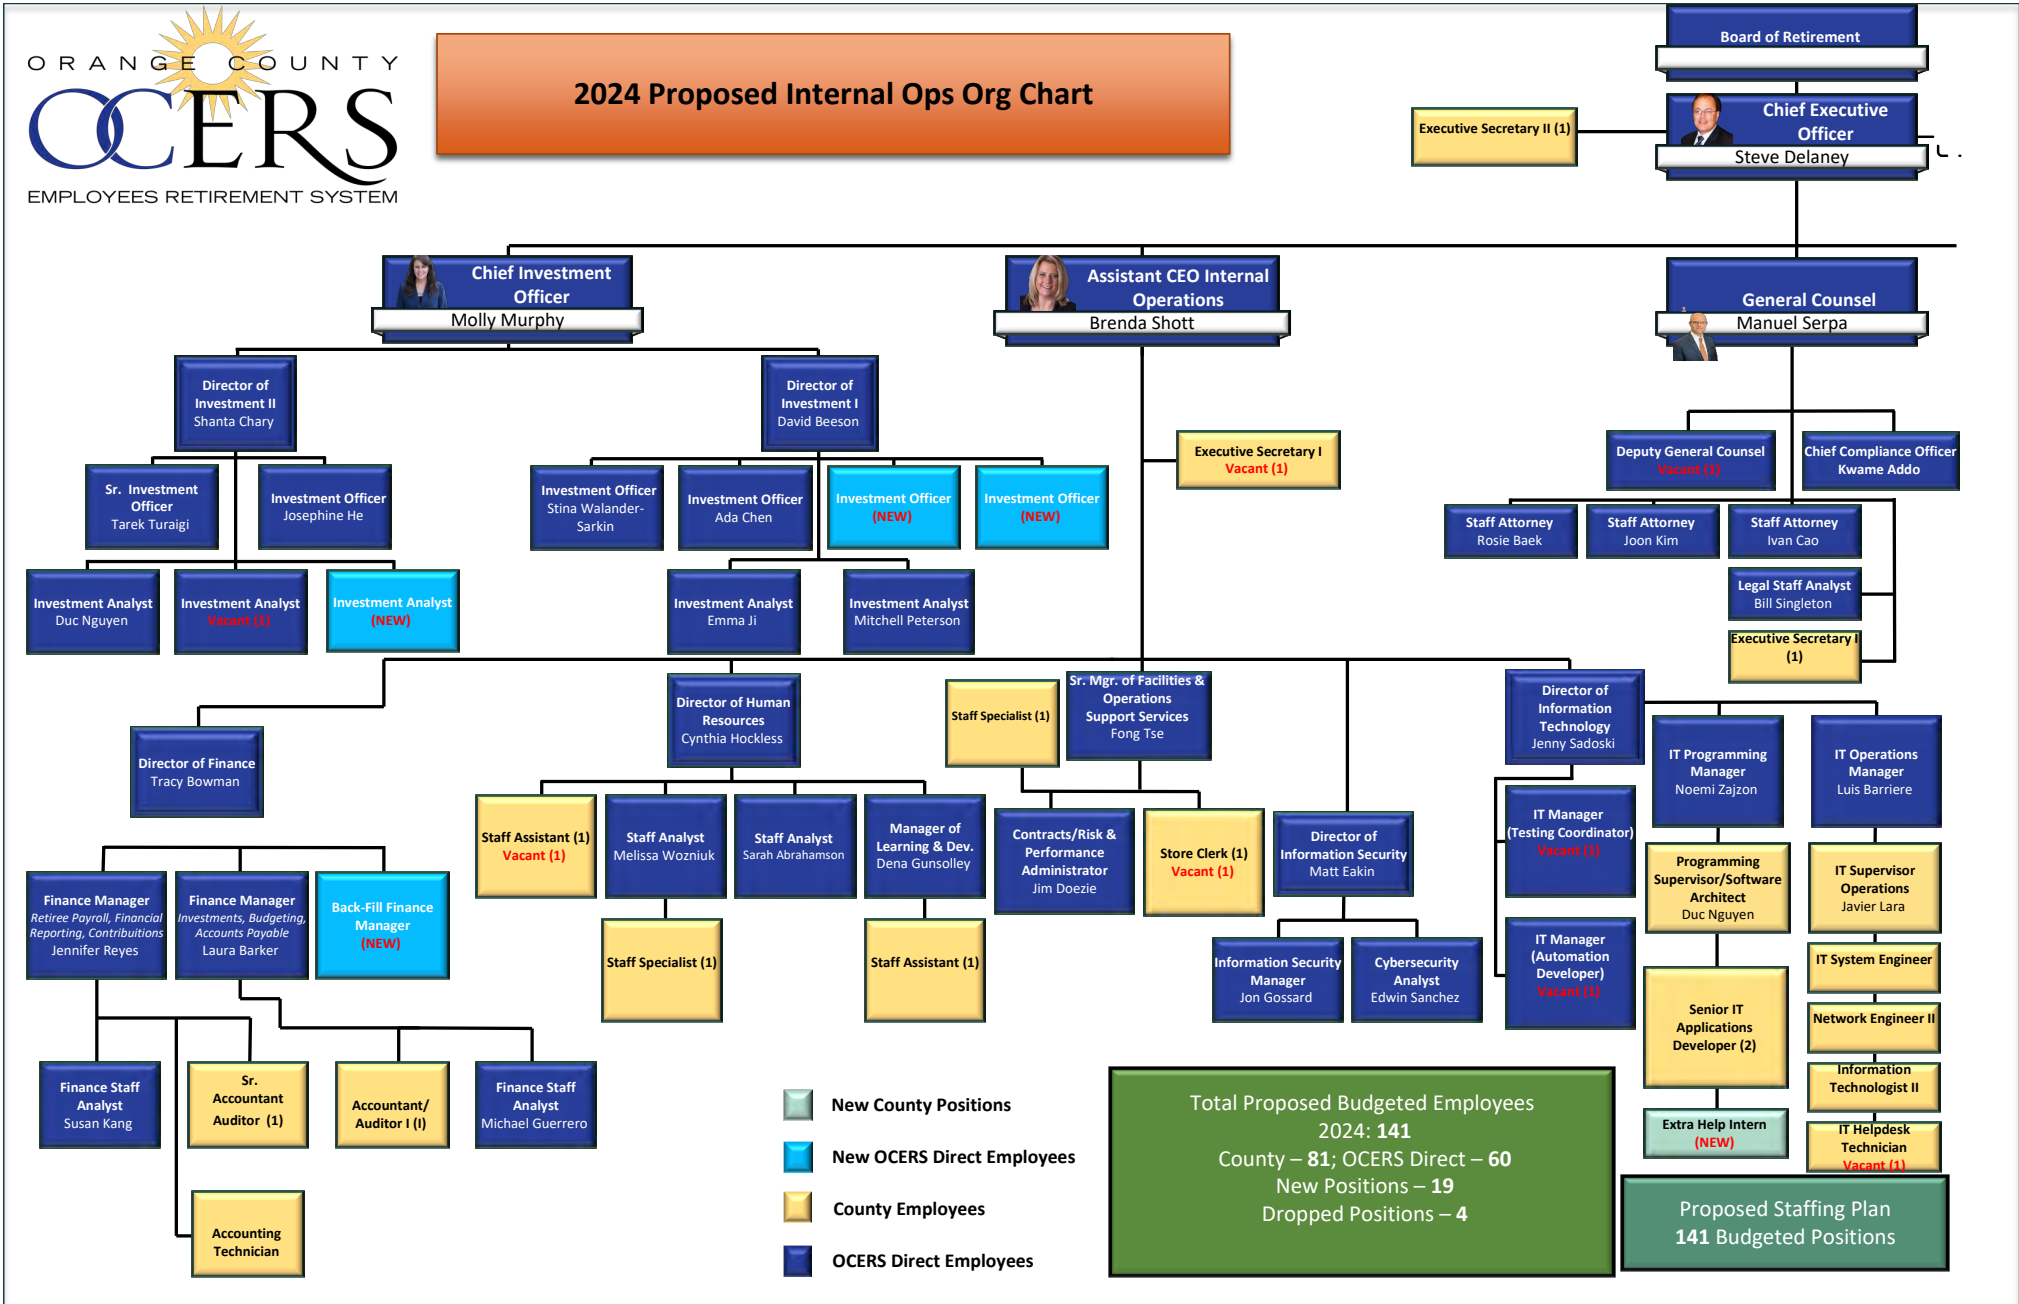 ORANGE COUNTY
OCERS
EMPLOYEES RETIREMENT SYSTEM
2024 Proposed Internal Ops Org Chart
Board of Retirement
Executive Secretary II (1)
Chief Executive
Officer
Steve Delaney
Chief Investment
Officer
Molly Murphy
Assistant CEO Internal
Operations
Brenda Shott
General Counsel
Manuel Serpa
Director of
Investment II
Shanta Chary
Director of
Investment I
David Beeson
Executive Secretary I
Vacant (1)
Deputy General Counsel
Vacant (1)
Chief Compliance Officer
Kwame Addo
Sr. Investment
Officer
Tarek Turaigi
Investment Officer
Josephine He
Investment Officer
Stina Walander-
Sarkin
Investment Officer
Ada Chen
Investment Officer
(NEW)
Investment Officer
(NEW)
Staff Attorney
Rosie Baek
Staff Attorney
Joon Kim
Staff Attorney
Ivan Cao
Investment Analyst
Duc Nguyen
Investment Analyst
Vacant (1)
Investment Analyst
(NEW)
Investment Analyst
Emma Ji
Investment Analyst
Mitchell Peterson
Legal Staff Analyst
Bill Singleton
Executive Secretary I
(1)
Director of Finance
Tracy Bowman
Director of Human
Resources
Cynthia Hockless
Staff Specialist (1)
Sr. Mgr. of Facilities &
Operations
Support Services
Fong Tse
Director of
Information
Technology
Jenny Sadoski
IT Programming
Manager
Noemi Zajzon
IT Operations
Manager
Luis Barriere
Staff Assistant (1)
Vacant (1)
Staff Analyst
Melissa Wozniuk
Staff Analyst
Sarah Abrahamson
Manager of
Learning & Dev.
Dena Gunsolley
Contracts/Risk &
Performance
Administrator
Jim Doezie
Store Clerk (1)
Vacant (1)
Director of
Information Security
Matt Eakin
IT Manager
(Testing Coordinator)
Vacant (1)
Programming
Supervisor/Software
Architect
Duc Nguyen
IT Supervisor
Operations
Javier Lara
Finance Manager
Retiree Payroll, Financial
Reporting, Contribuitions
Jennifer Reyes
Finance Manager
Investments, Budgeting,
Accounts Payable
Laura Barker
Back-Fill Finance
Manager
(NEW)
Staff Specialist (1)
Staff Assistant (1)
Information Security
Manager
Jon Gossard
Cybersecurity
Analyst
Edwin Sanchez
IT Manager
(Automation
Developer)
Vacant (1)
Senior IT
Applications
Developer (2)
IT System Engineer
Network Engineer II
Information
Technologist II
Extra Help Intern
(NEW)
IT Helpdesk
Technician
Vacant (1)
Finance Staff
Analyst
Susan Kang
Sr.
Accountant
Auditor (1)
Accountant/
Auditor I (I)
Finance Staff
Analyst
Michael Guerrero
Accounting
Technician
New County Positions
New OCERS Direct Employees
County Employees
OCERS Direct Employees
Total Proposed Budgeted Employees
2024: 141
County – 81; OCERS Direct – 60
New Positions – 19
Dropped Positions – 4
Proposed Staffing Plan
141 Budgeted Positions